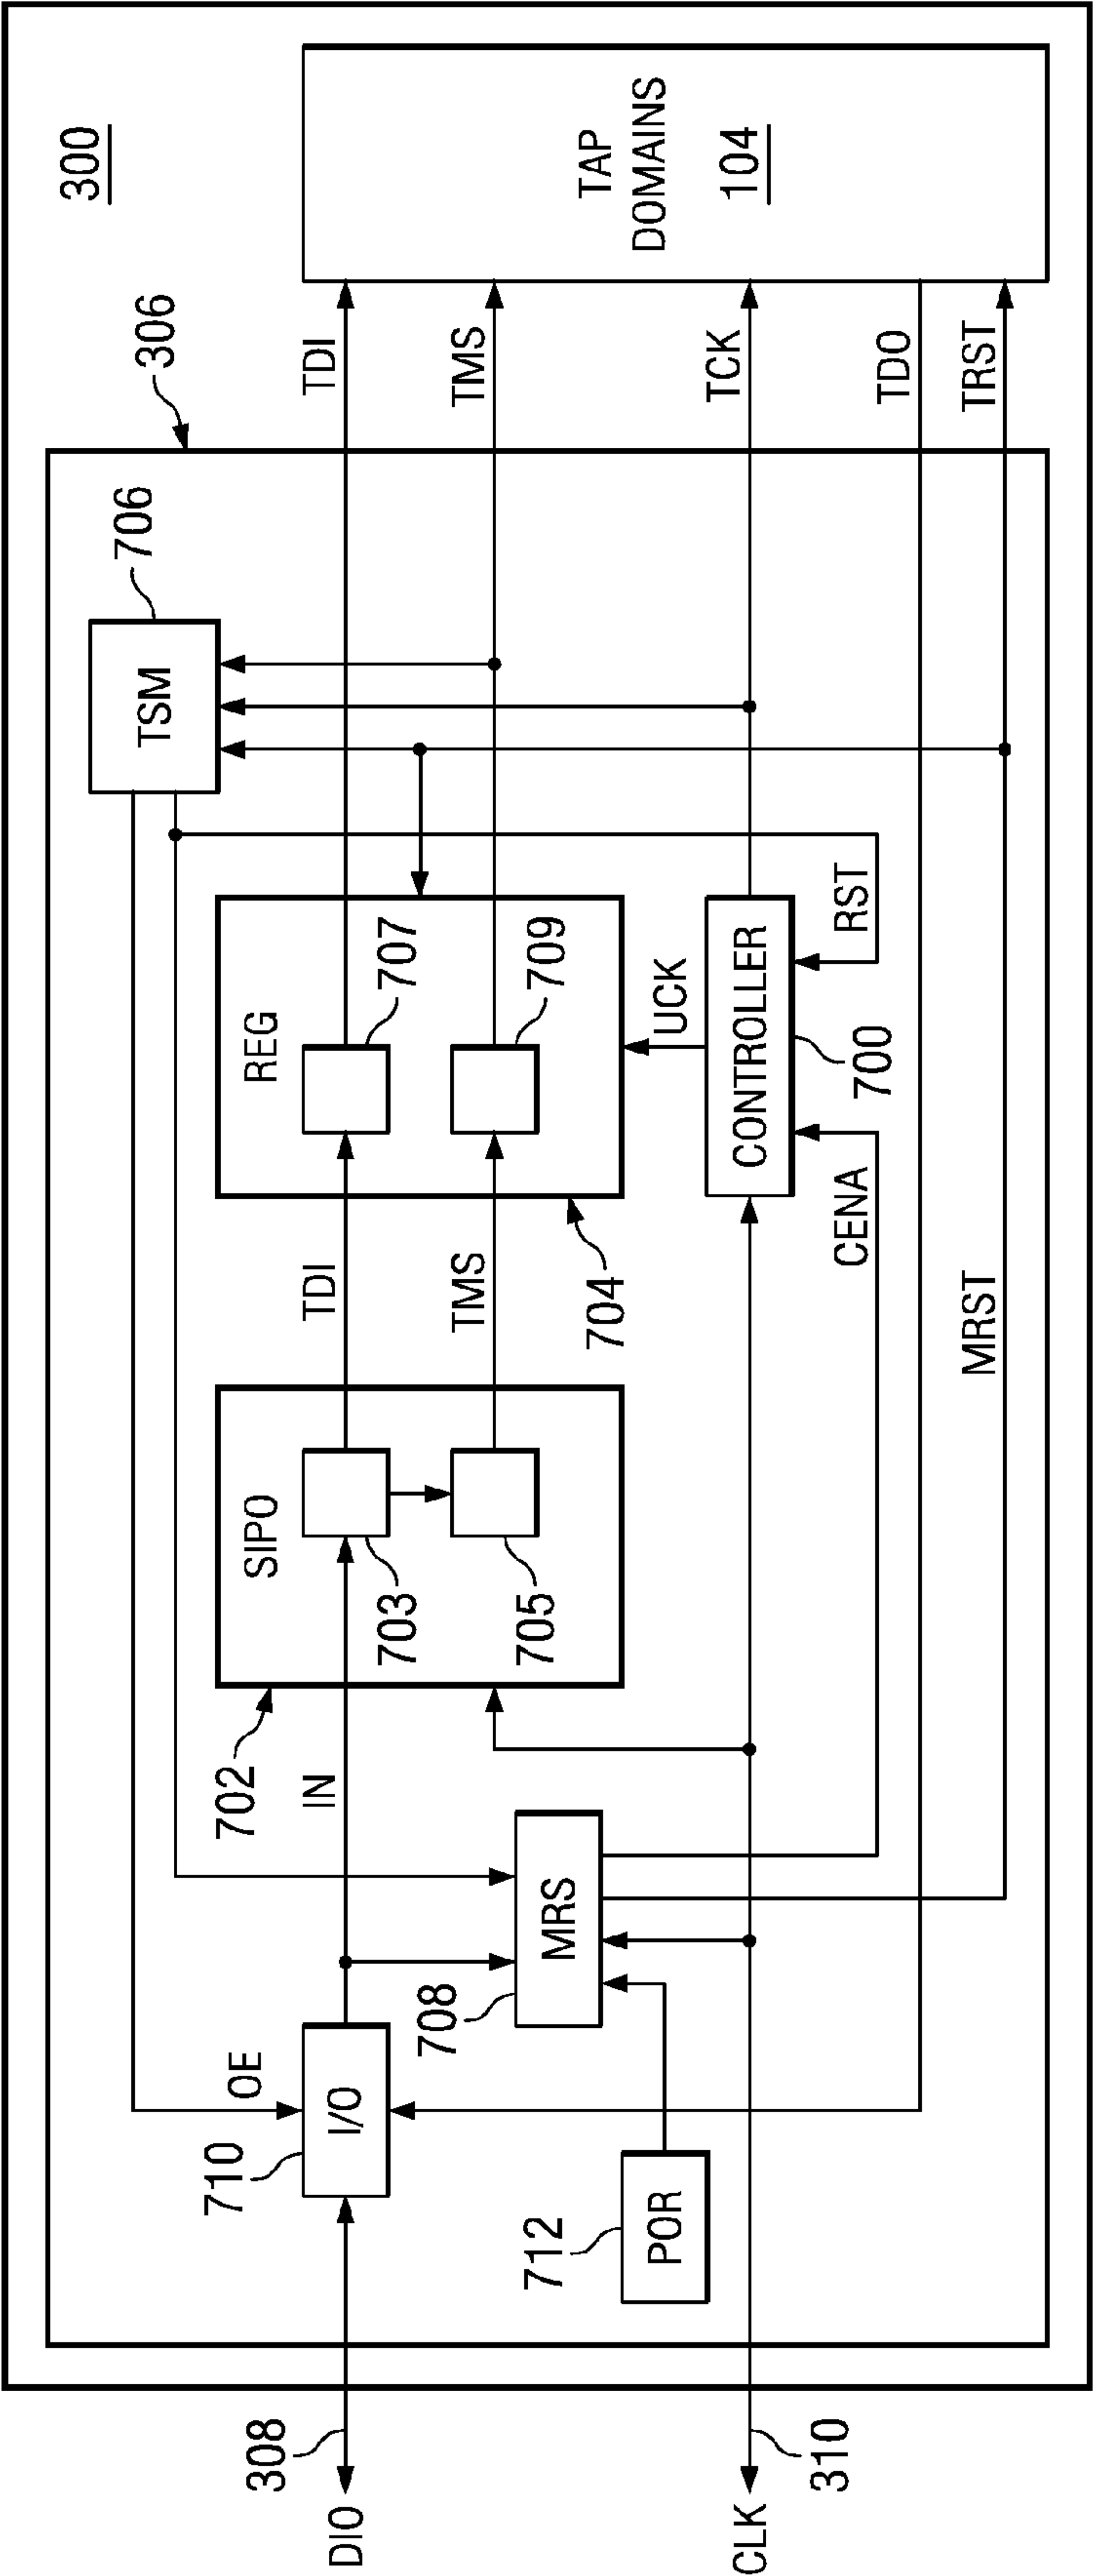 300
306
706
TSM
TAP
DOMAINS
104
TDI
TMS
TCK
TDO
TRST
702
SIPO
703
705
TDI
TMS
REG
707
709
704
UCK
CONTROLLER
700
RST
CENA
MRST
IN
OE
710
I/O
708
MRS
712
POR
308
DIO
310
CLK